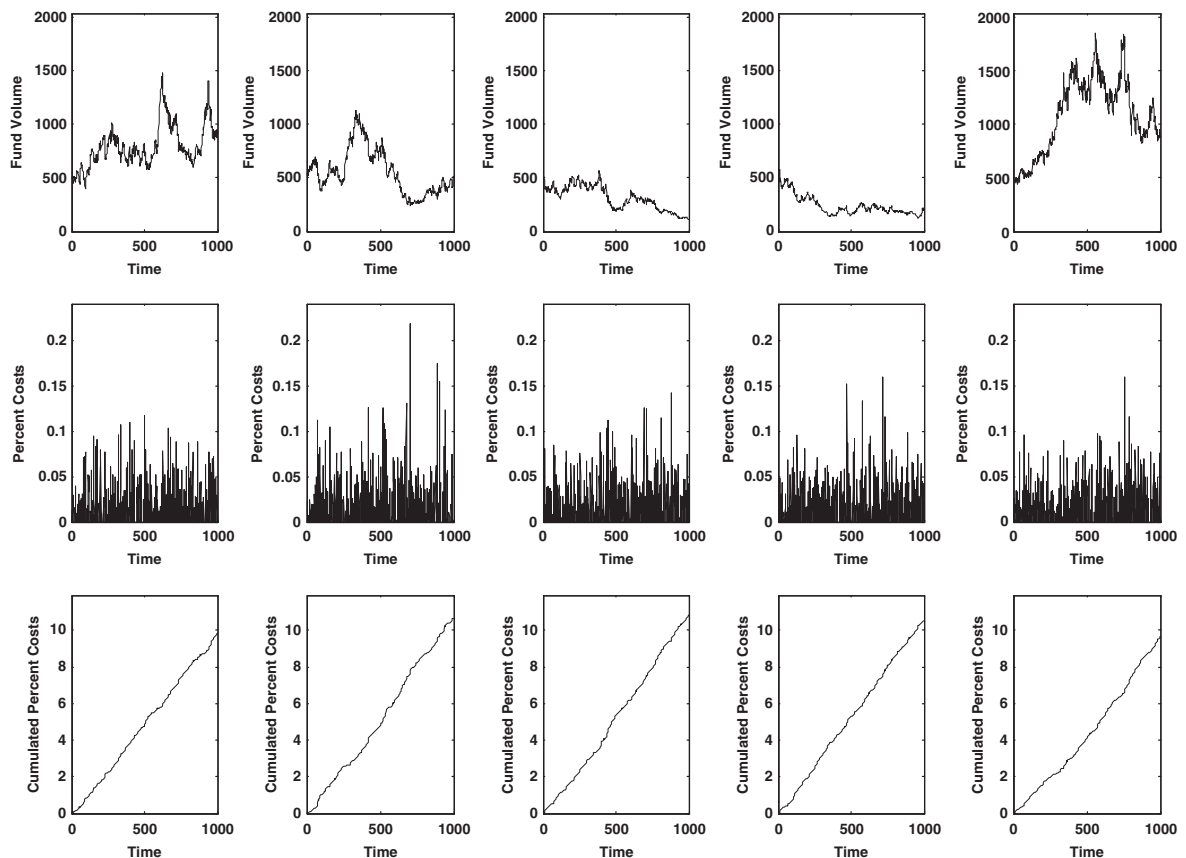 2000 2000 2000 2000 2000
1500 1500 1500 1500 1500
1000 1000 1000 1000 1000
500 500 500 500 500
0 0 0 0 0
Fund Volume Fund Volume Fund Volume Fund Volume Fund Volume
0 500 1000 0 500 1000 0 500 1000 0 500 1000 0 500 1000
Time Time Time Time Time
0.2 0.2 0.2 0.2 0.2
0.15 0.15 0.15 0.15 0.15
0.1 0.1 0.1 0.1 0.1
0.05 0.05 0.05 0.05 0.05
0 0 0 0 0
Percent Costs Percent Costs Percent Costs Percent Costs Percent Costs
0 500 1000 0 500 1000 0 500 1000 0 500 1000 0 500 1000
Time Time Time Time Time
10 10 10 10 10
8 8 8 8 8
6 6 6 6 6
4 4 4 4 4
2 2 2 2 2
0 0 0 0 0
Cumulated Percent Costs Cumulated Percent Costs Cumulated Percent Costs Cumulated Percent Costs Cumulated Percent Costs
0 500 1000 0 500 1000 0 500 1000 0 500 1000 0 500 1000
Time Time Time Time Time